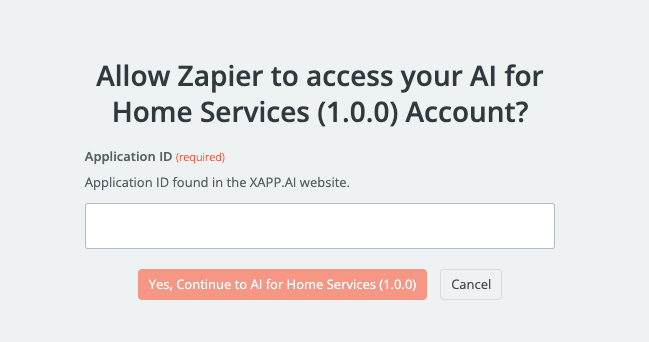 Allow Zapier to access your AI for
Home Services (1.0.0) Account?
Application ID (required)
Application ID found in the XAPP.AI website.
Yes, Continue to AI for Home Services (1.0.0)
Cancel